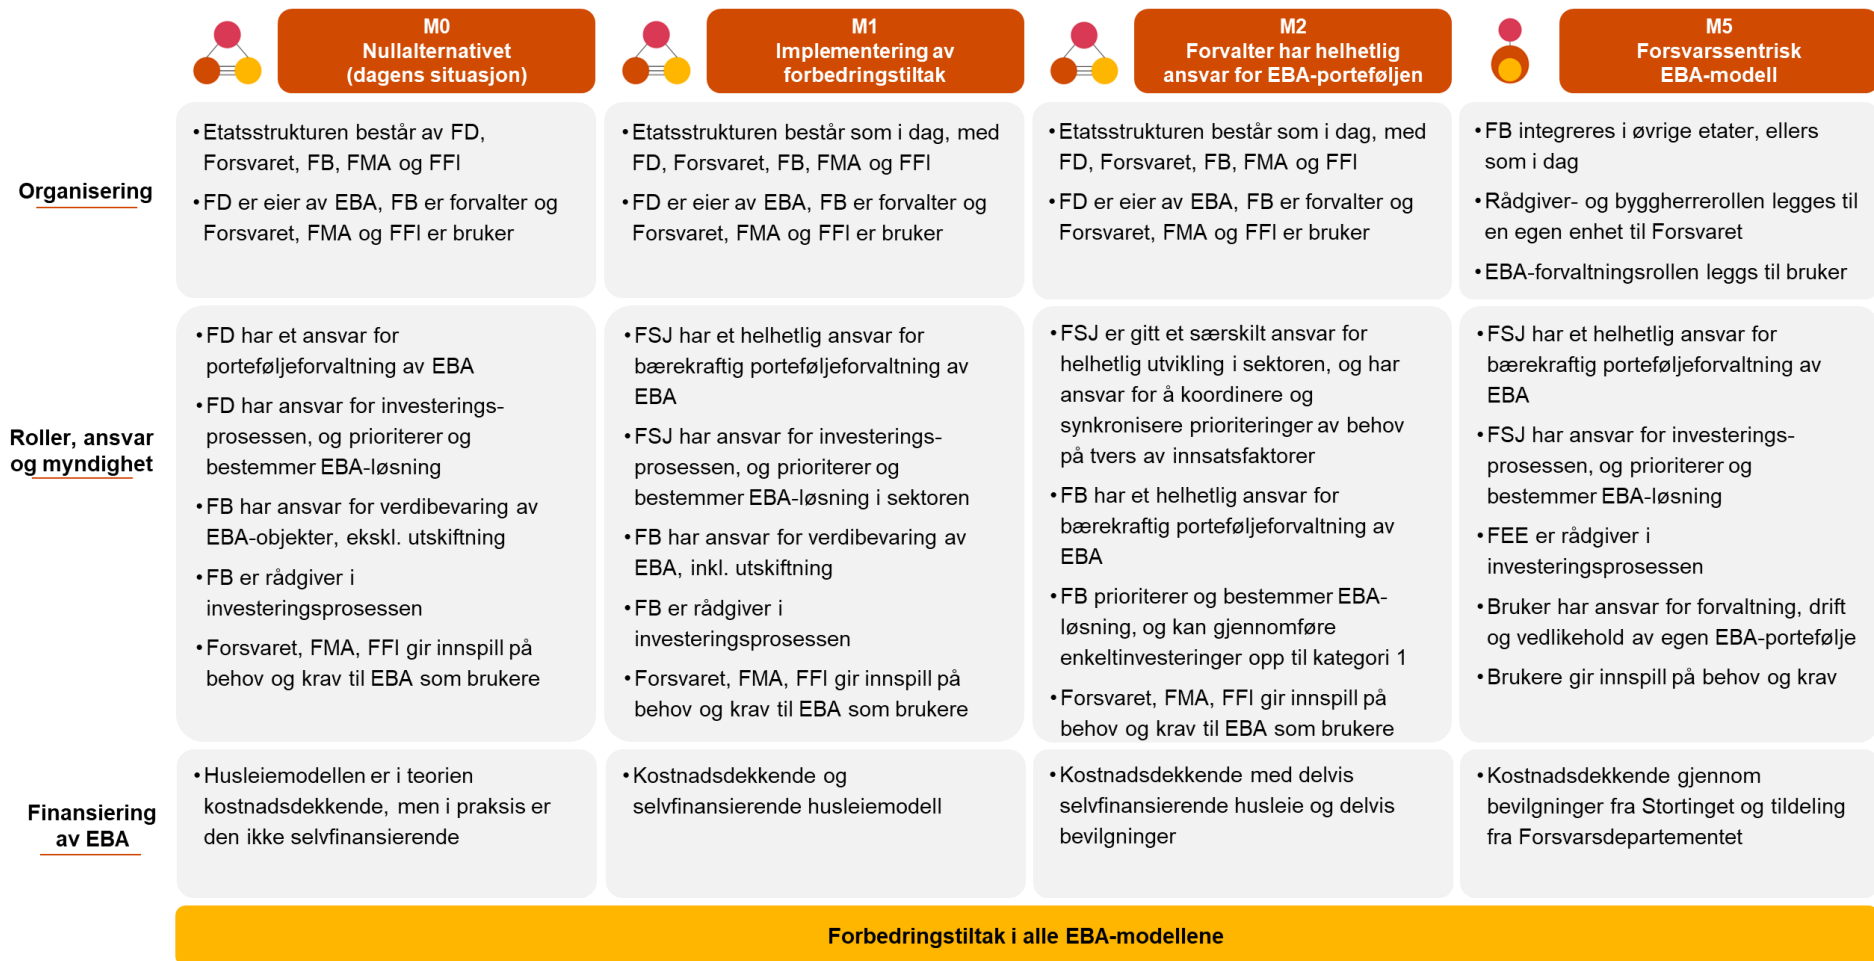 M0
Nullalternativet
(dagens situasjon)
M1
Implementering av
forbedringstiltak
M2
Forvalter har helhetlig
ansvar for EBA-porteføljen
M5
Forsvarssentrisk
EBA-modell
Organisering
•Etatsstrukturen består av FD,
Forsvaret, FB, FMA og FFI
•FD er eier av EBA, FB er forvalter og
Forsvaret, FMA og FFI er bruker
•Etatsstrukturen består som i dag, med
FD, Forsvaret, FB, FMA og FFI
•FD er eier av EBA, FB er forvalter og
Forsvaret, FMA og FFI er bruker
•Etatsstrukturen består som i dag, med
FD, Forsvaret, FB, FMA og FFI
•FD er eier av EBA, FB er forvalter og
Forsvaret, FMA og FFI er bruker
•FB integreres i øvrige etater, ellers
som i dag
•Rådgiver- og byggherrerollen legges til
en egen enhet til Forsvaret
•EBA-forvaltningsrollen leggs til bruker
Roller, ansvar
og myndighet
•FD har et ansvar for
porteføljeforvaltning av EBA
•FD har ansvar for investerings-
prosessen, og prioriterer og
bestemmer EBA-løsning
•FB har ansvar for verdibevaring av
EBA-objekter, ekskl. utskiftning
•FB er rådgiver i
investeringsprosessen
•Forsvaret, FMA, FFI gir innspill på
behov og krav til EBA som brukere
•FSJ har et helhetlig ansvar for
bærekraftig porteføljeforvaltning av
EBA
•FSJ har ansvar for investerings-
prosessen, og prioriterer og
bestemmer EBA-løsning i sektoren
•FB har ansvar for verdibevaring av
EBA, inkl. utskiftning
•FB er rådgiver i
investeringsprosessen
•Forsvaret, FMA, FFI gir innspill på
behov og krav til EBA som brukere
•FSJ er gitt et særskilt ansvar for
helhetlig utvikling i sektoren, og har
ansvar for å koordinere og
synkronisere prioriteringer av behov
på tvers av innsatsfaktorer
•FB har et helhetlig ansvar for
bærekraftig porteføljeforvaltning av
EBA
•FB prioriterer og bestemmer EBA-
løsning, og kan gjennomføre
enkeltinvesteringer opp til kategori 1
•Forsvaret, FMA, FFI gir innspill på
behov og krav til EBA som brukere
•FSJ har et helhetlig ansvar for
bærekraftig porteføljeforvaltning av
EBA
•FSJ har ansvar for investerings-
prosessen, og prioriterer og
bestemmer EBA-løsning
•FEE er rådgiver i
investeringsprosessen
•Bruker har ansvar for forvaltning, drift
og vedlikehold av egen EBA-portefølje
•Brukere gir innspill på behov og krav
Finansiering
av EBA
•Husleiemodellen er i teorien
kostnadsdekkende, men i praksis er
den ikke selvfinansierende
•Kostnadsdekkende og
selvfinansierende husleiemodell
•Kostnadsdekkende med delvis
selvfinansierende husleie og delvis
bevilgninger
•Kostnadsdekkende gjennom
bevilgninger fra Stortinget og tildeling
fra Forsvarsdepartementet
Forbedringstiltak i alle EBA-modellene